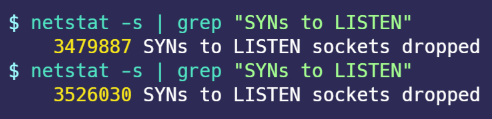 $ netstat -s | grep "SYNs to LISTEN"
    3479887 SYNs to LISTEN sockets dropped
$ netstat -s | grep "SYNs to LISTEN"
    3526030 SYNs to LISTEN sockets dropped